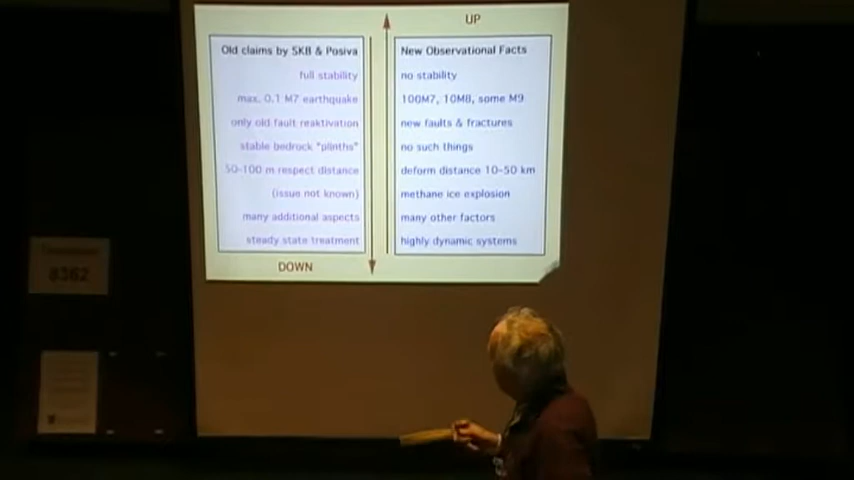 UP
Old claims by SKB & Posiva
full stability
max. 0.1 M7 earthquake
only old fault reaktivation
stable bedrock "plinths"
50-100 m respect distance
(issue not known)
many additional aspects
steady state treatment
DOWN
New Observational Facts
no stability
100M7, 10M8, some M9
new faults & fractures
no such things
deform distance 10-50 km
methane ice explosion
many other factors
highly dynamic systems
8362